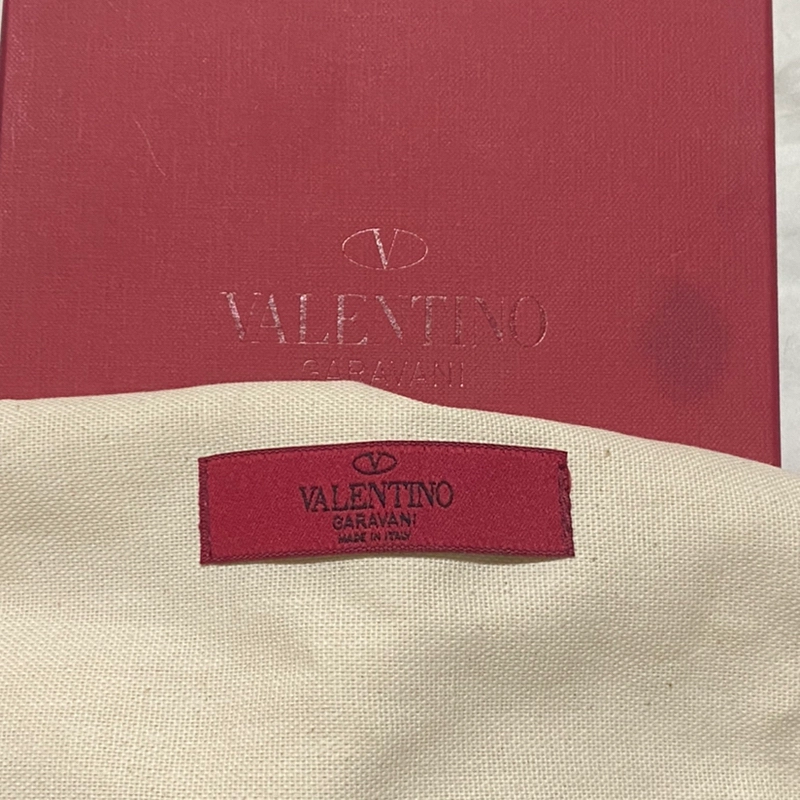 V
VALENTINO
GARAVANI
V
VALENTINO
GARAVANI
MADE IN ITALY